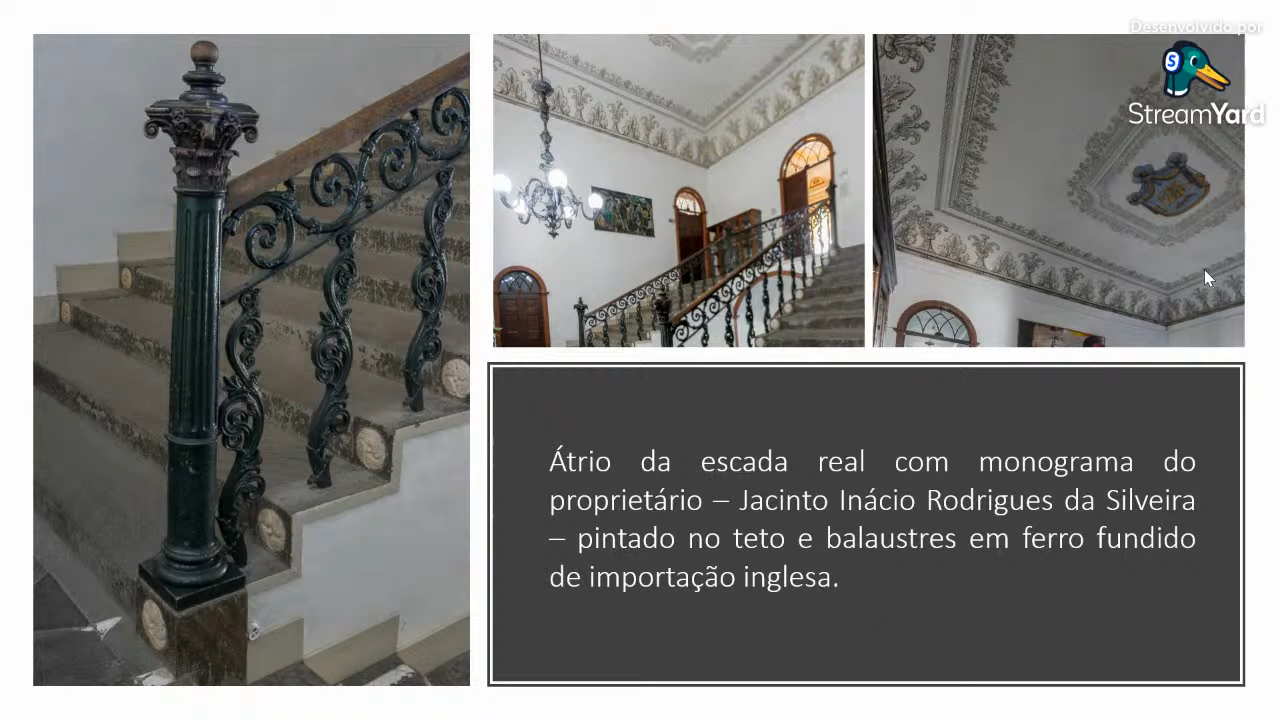 Desenvolvido por
StreamYard
Átrio da escada real com monograma do
proprietário – Jacinto Inácio Rodrigues da Silveira
– pintado no teto e balaustres em ferro fundido
de importação inglesa.